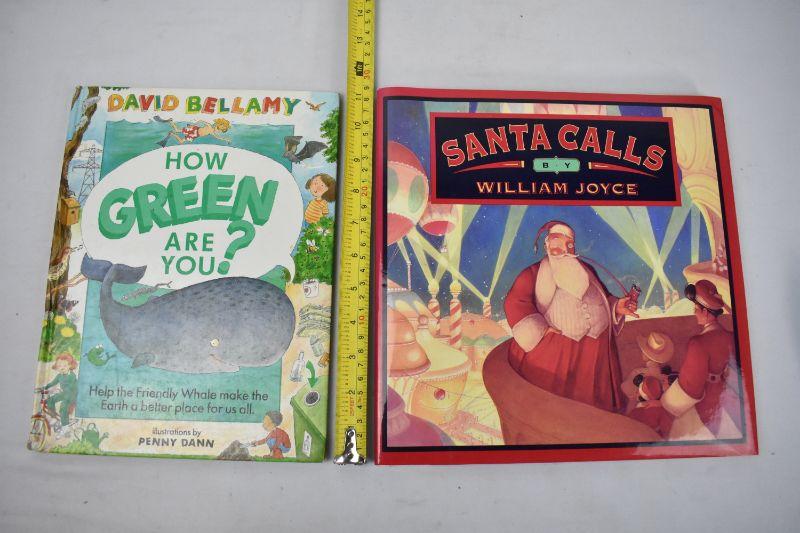 DAVID BELLAMY
HOW
GREEN
ARE
YOU?
Help the Friendly Whale make the
Earth a better place for us all.
illustrations by
PENNY DANN
SANTA CALLS
BY
WILLIAM JOYCE